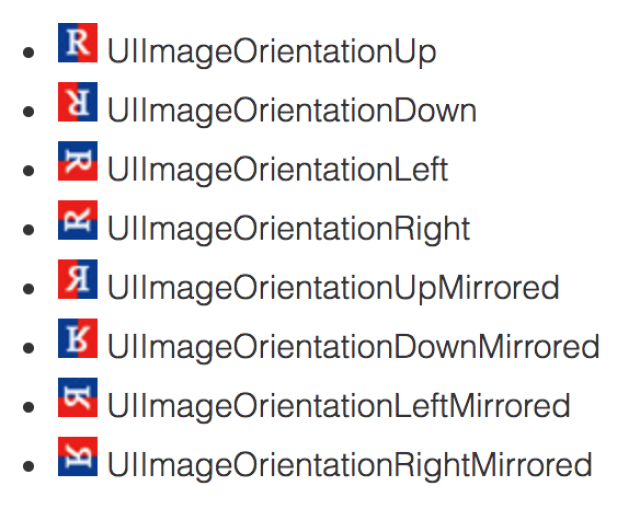 R UIImageOrientationUp
R UIImageOrientationDown
R UIImageOrientationLeft
R UIImageOrientationRight
R UIImageOrientationUpMirrored
R UIImageOrientationDownMirrored
R UIImageOrientationLeftMirrored
R UIImageOrientationRightMirrored